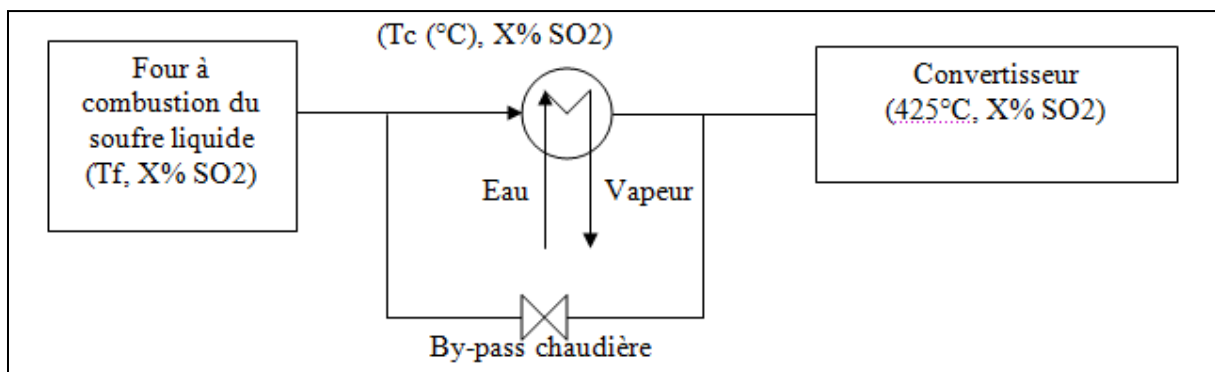 Four à
combustion du
soufre liquide
(Tf, X% SO2)
(Tc (°C), X% SO2)
Eau
Vapeur
By-pass chaudière
Convertisseur
(425°C, X% SO2)